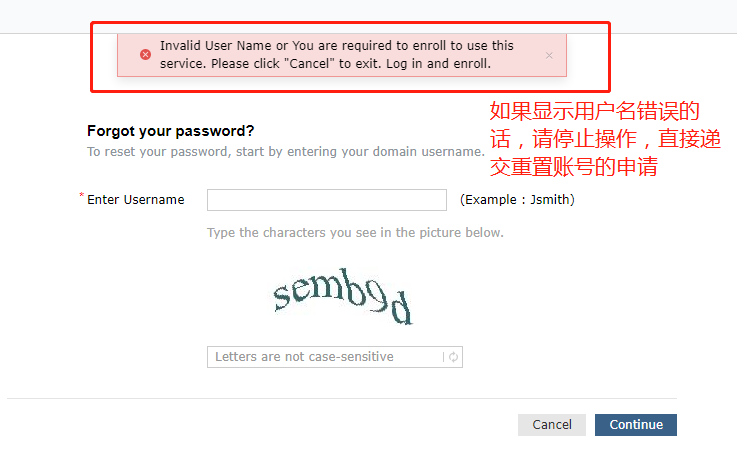 Invalid User Name or You are required to enroll to use this
service. Please click "Cancel" to exit. Log in and enroll.
如果显示用户名错误的
话，请停止操作，直接递
交重置账号的申请
Forgot your password?
To reset your password, start by entering your domain username.
* Enter Username
(Example : Jsmith)
Type the characters you see in the picture below.
semb9d
Letters are not case-sensitive
Cancel
Continue